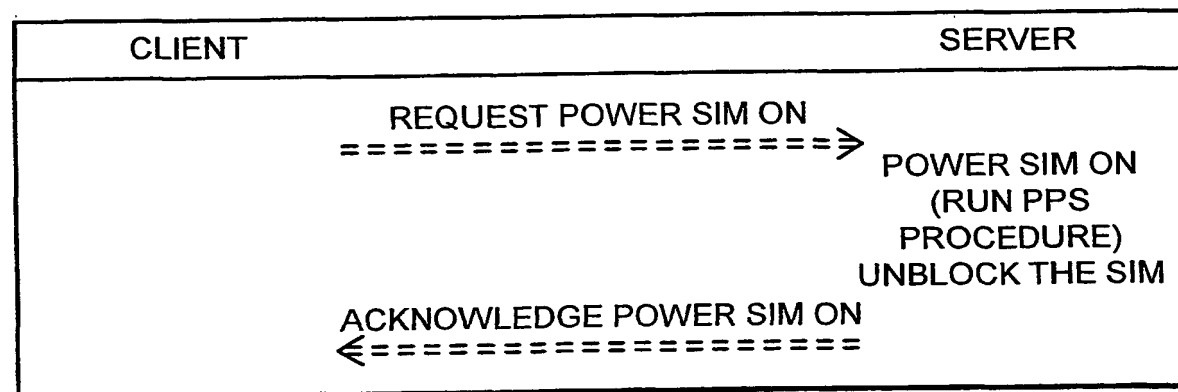 CLIENT SERVER
REQUEST POWER SIM ON
POWER SIM ON
(RUN PPS
PROCEDURE)
UNBLOCK THE SIM
ACKNOWLEDGE POWER SIM ON